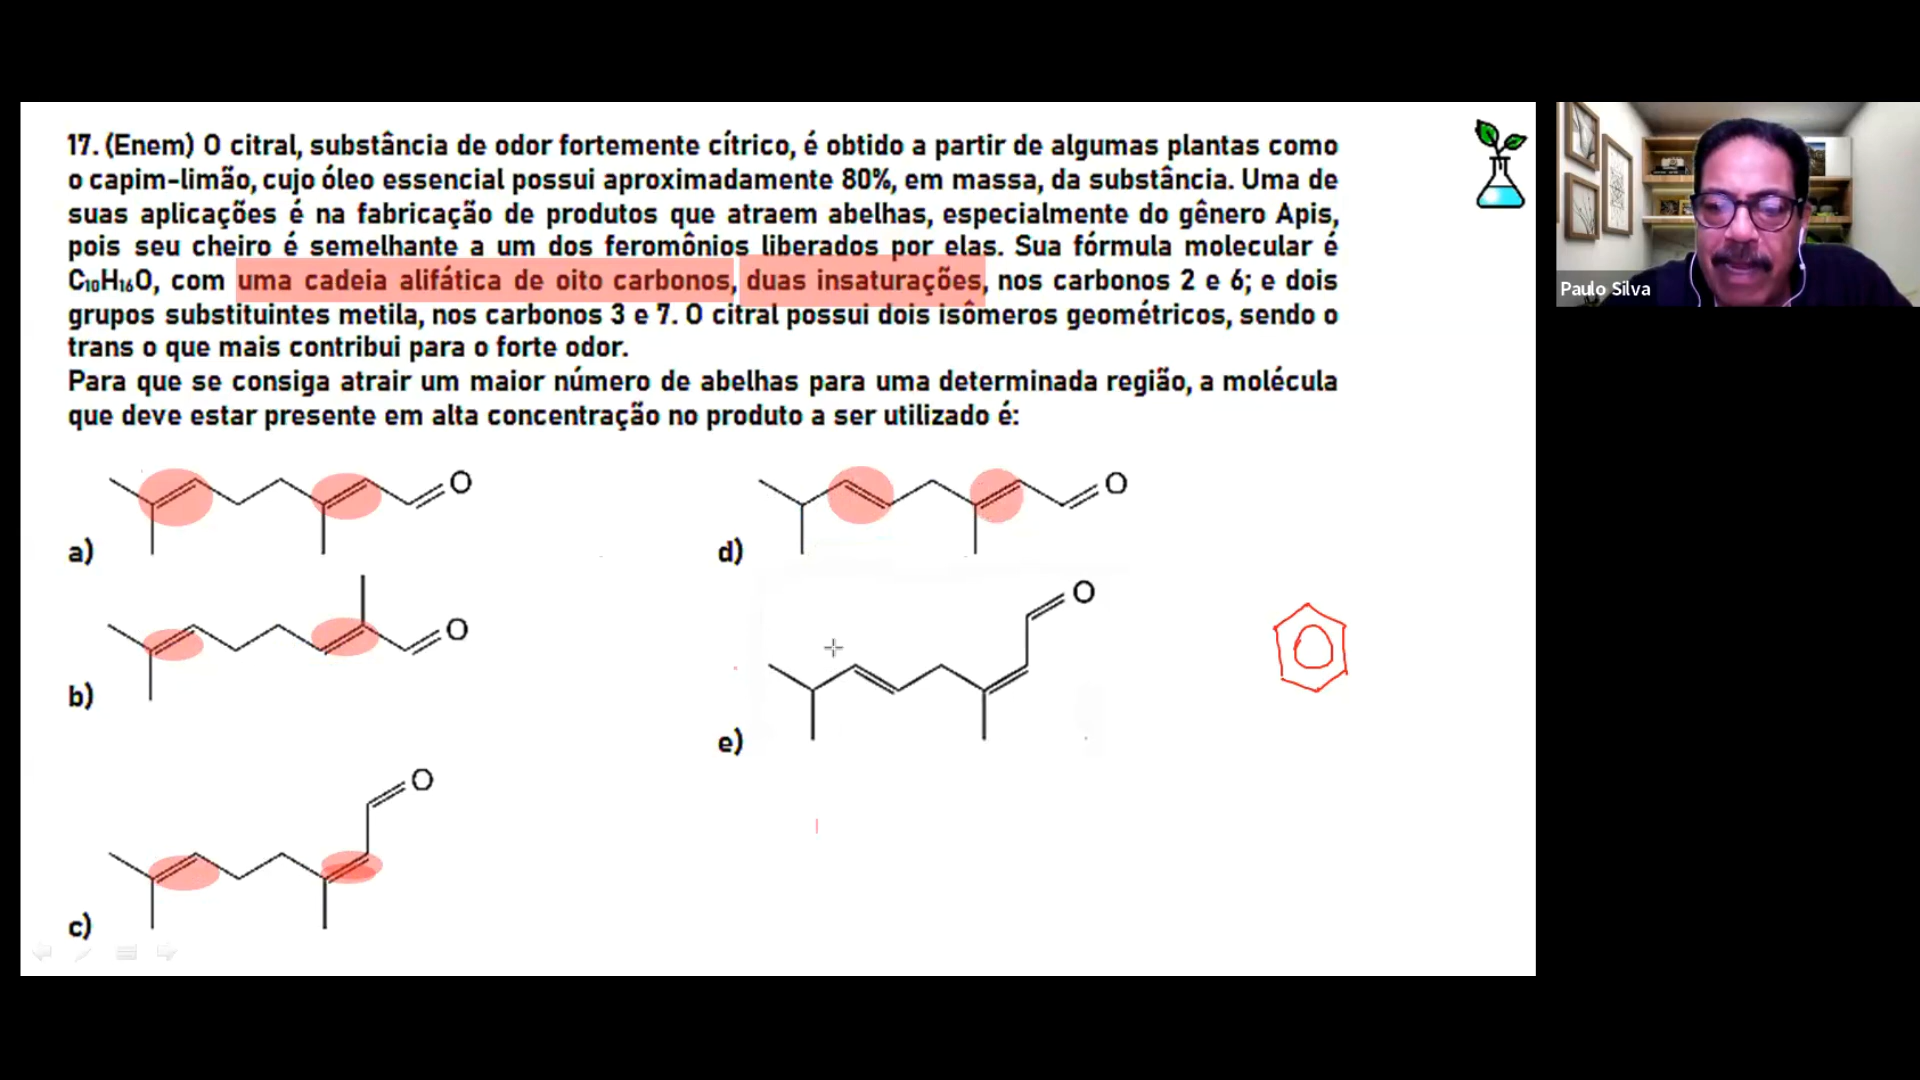 17. (Enem) O citral, substância de odor fortemente cítrico, é obtido a partir de algumas plantas como
o capim-limão, cujo óleo essencial possui aproximadamente 80%, em massa, da substância. Uma de
suas aplicações é na fabricação de produtos que atraem abelhas, especialmente do gênero Apis,
pois seu cheiro é semelhante a um dos feromônios liberados por elas. Sua fórmula molecular é
C₁₀H₁₆O, com uma cadeia alifática de oito carbonos, duas insaturações, nos carbonos 2 e 6; e dois
grupos substituintes metila, nos carbonos 3 e 7. O citral possui dois isômeros geométricos, sendo o
trans o que mais contribui para o forte odor.
Para que se consiga atrair um maior número de abelhas para uma determinada região, a molécula
que deve estar presente em alta concentração no produto a ser utilizado é:
O
a)
O
b)
O
c)
O
d)
O
e)
Paulo Silva